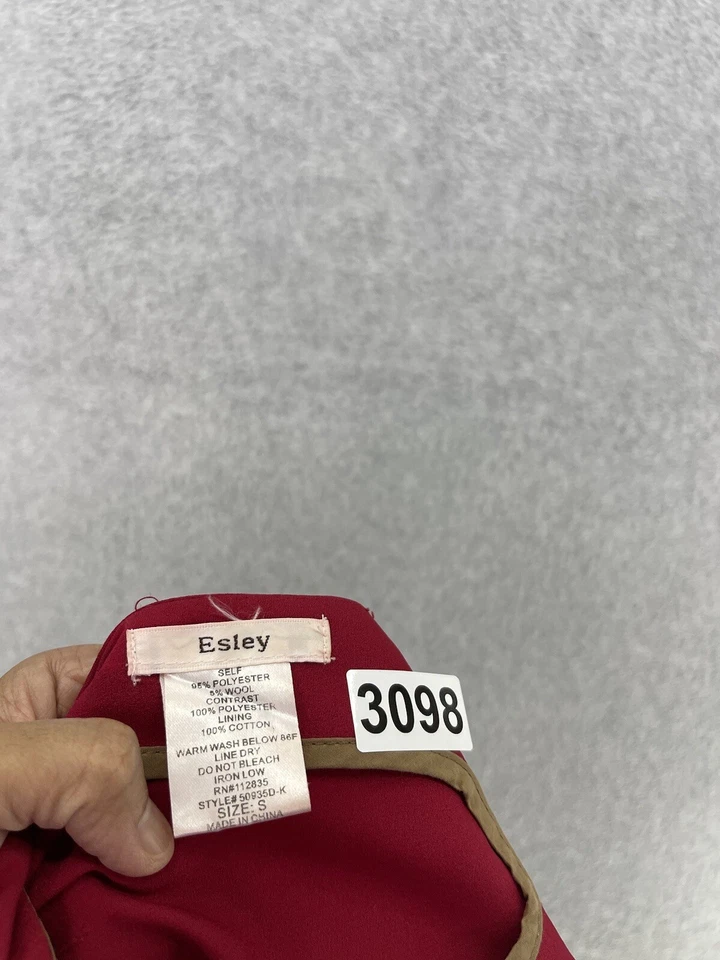 Esley
SELF
95% POLYESTER
5% WOOL
CONTRAST
100% POLYESTER
LINING
100% COTTON
WARM WASH BELOW 86F
LINE DRY
DO NOT BLEACH
IRON LOW
RN#112835
STYLE# 50935D-K
SIZE: S
MADE IN CHINA
3098